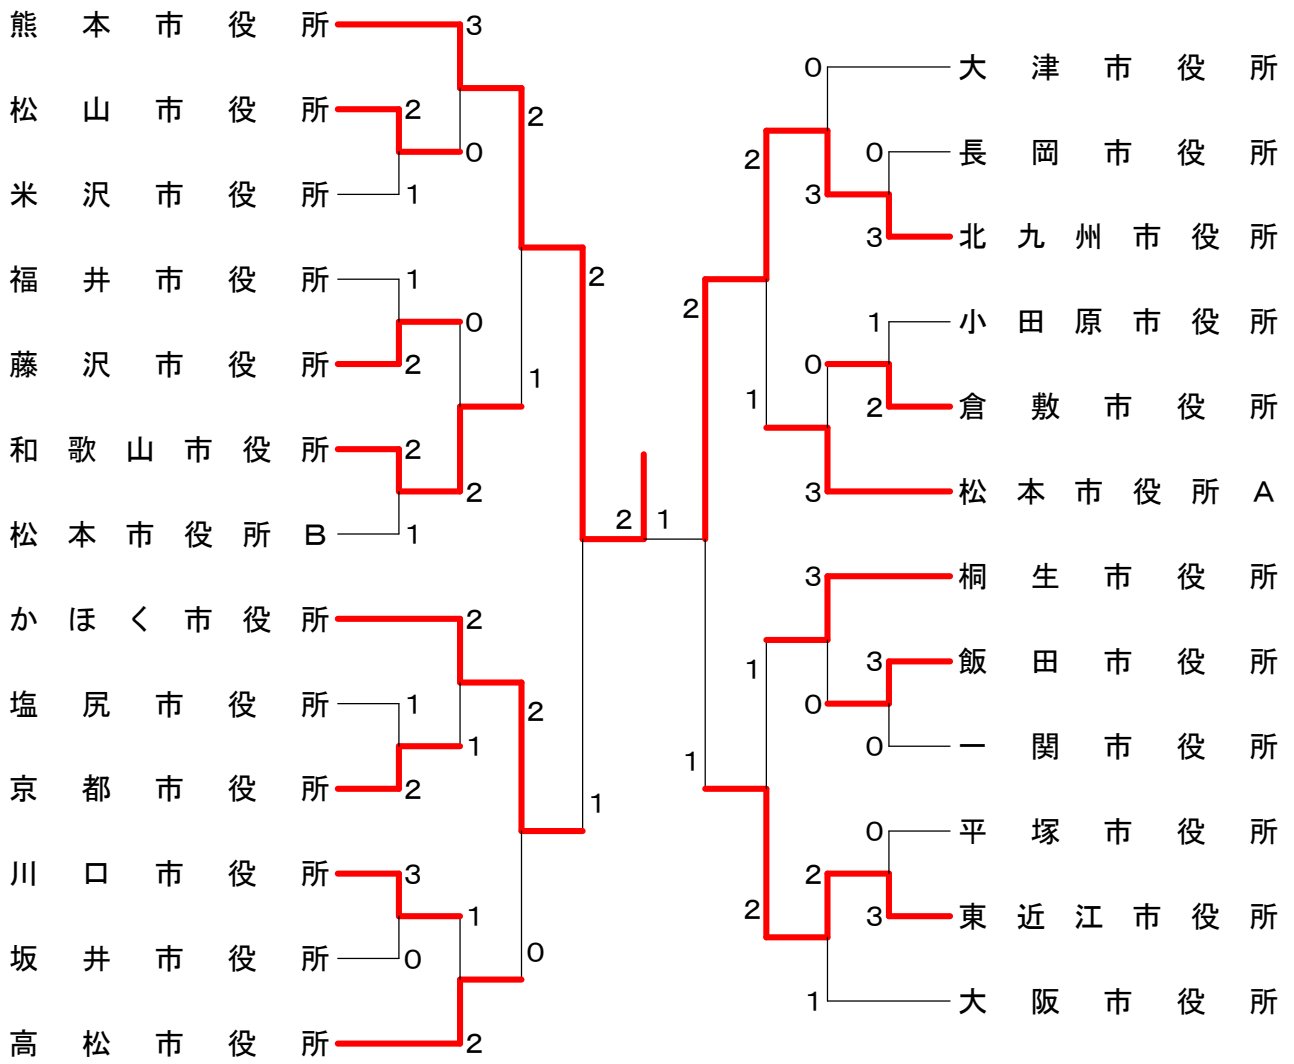 熊本市役所 3
松山市役所 2
2
0
米沢市役所 1
福井市役所 1
2
0
藤沢市役所 2
1
和歌山市役所 2
2
松本市役所B 1
2 1
かほく市役所 2
塩尻市役所 1
2
1
京都市役所 2
1
川口市役所 3
1
坂井市役所 0
0
高松市役所 2
0 大津市役所
0 長岡市役所
2
3
3 北九州市役所
2
1 小田原市役所
0
1
2 倉敷市役所
3 松本市役所A
3 桐生市役所
3 飯田市役所
1
0
0 一関市役所
1
0 平塚市役所
2
2
3 東近江市役所
1 大阪市役所